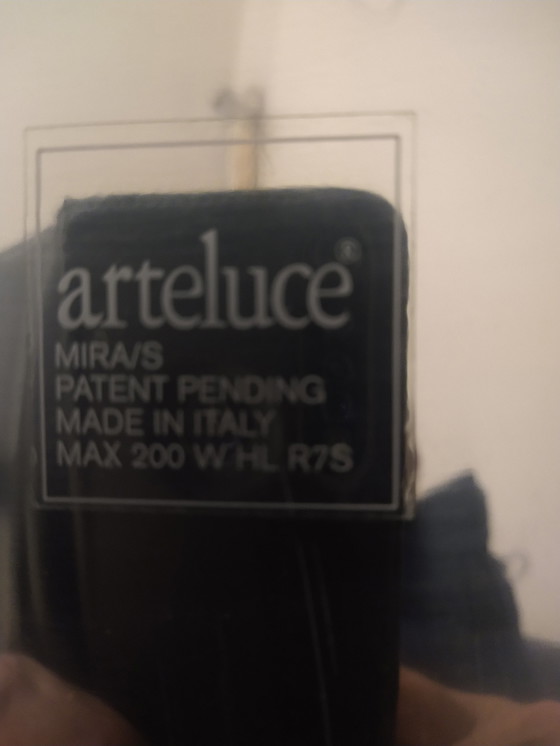 arteluce®
MIRA/S
PATENT PENDING
MADE IN ITALY
MAX 200 W HL R7S